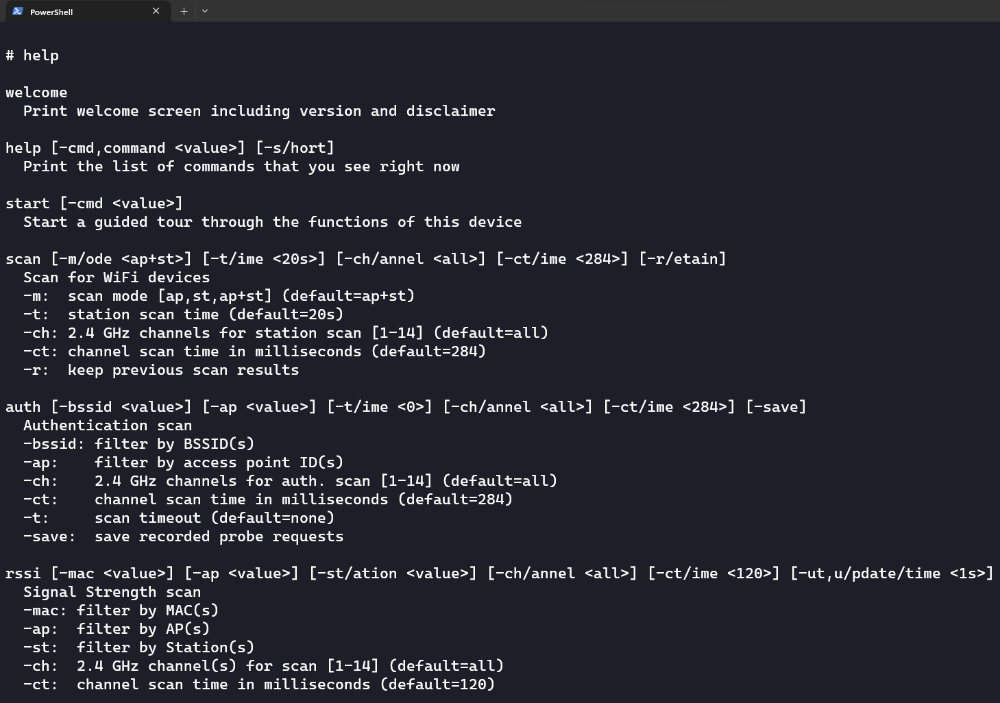 PowerShell
# help
welcome
  Print welcome screen including version and disclaimer
help [-cmd,command <value>] [-s/hort]
  Print the list of commands that you see right now
start [-cmd <value>]
  Start a guided tour through the functions of this device
scan [-m/ode <ap+st>] [-t/ime <20s>] [-ch/annel <all>] [-ct/ime <284>] [-r/etain]
  Scan for WiFi devices
  -m:  scan mode [ap,st,ap+st] (default=ap+st)
  -t:  station scan time (default=20s)
  -ch: 2.4 GHz channels for station scan [1-14] (default=all)
  -ct: channel scan time in milliseconds (default=284)
  -r:  keep previous scan results
auth [-bssid <value>] [-ap <value>] [-t/ime <0>] [-ch/annel <all>] [-ct/ime <284>] [-save]
  Authentication scan
  -bssid: filter by BSSID(s)
  -ap:    filter by access point ID(s)
  -ch:    2.4 GHz channels for auth. scan [1-14] (default=all)
  -ct:    channel scan time in milliseconds (default=284)
  -t:     scan timeout (default=none)
  -save:  save recorded probe requests
rssi [-mac <value>] [-ap <value>] [-st/ation <value>] [-ch/annel <all>] [-ct/ime <120>] [-ut,u/pdate/time <1s>]
  Signal Strength scan
  -mac: filter by MAC(s)
  -ap:  filter by AP(s)
  -st:  filter by Station(s)
  -ch:  2.4 GHz channel(s) for scan [1-14] (default=all)
  -ct:  channel scan time in milliseconds (default=120)